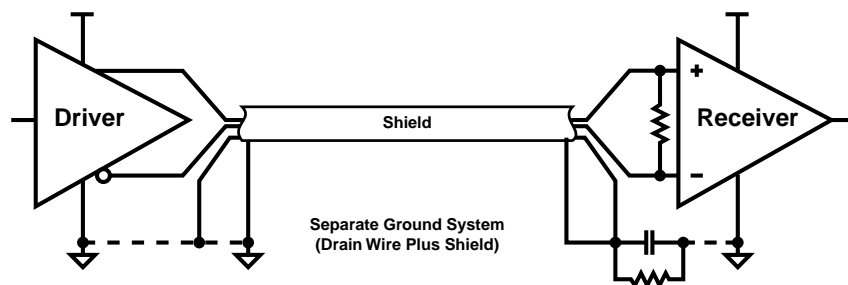 Driver
Shield
+
Receiver
−
Separate Ground System
(Drain Wire Plus Shield)